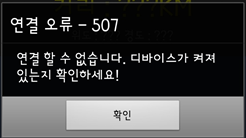 연결 오류 - 507
연결 할 수 없습니다. 디바이스가 켜져
있는지 확인하세요!
확인